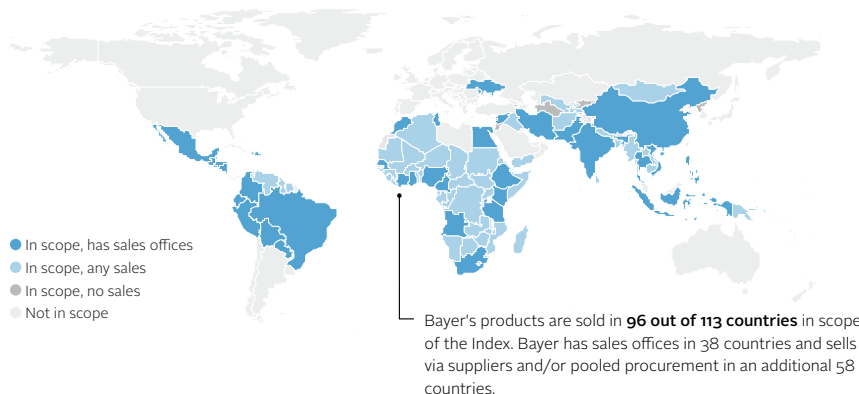 In scope, has sales offices
In scope, any sales
In scope, no sales
Not in scope
Bayer's products are sold in 96 out of 113 countries in scope
of the Index. Bayer has sales offices in 38 countries and sells
via suppliers and/or pooled procurement in an additional 58
countries.